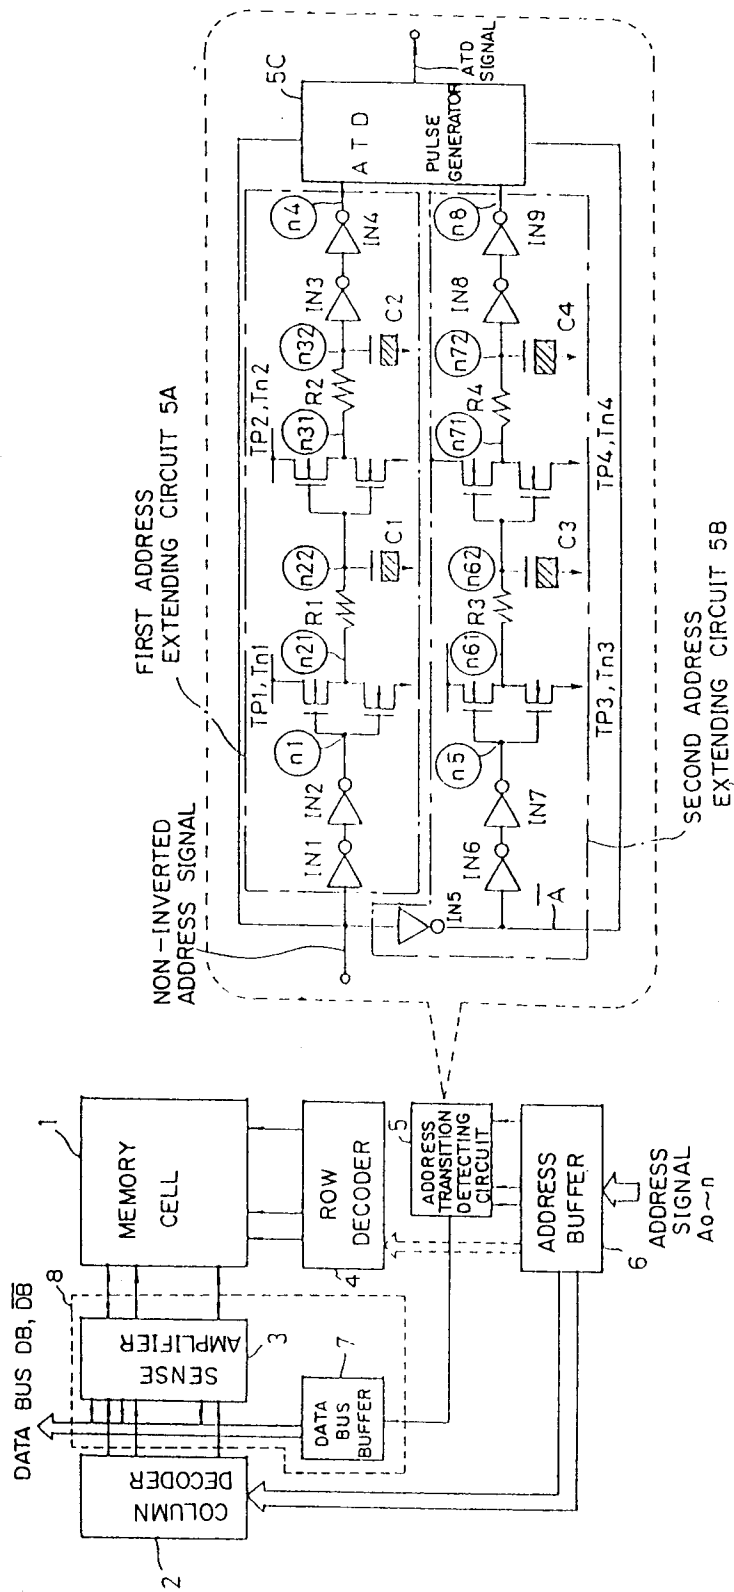 FIRST ADDRESS
EXTENDING CIRCUIT 5A
NON-INVERTED
ADDRESS SIGNAL
IN1
IN2
n1
TP1,Tn1
n21
R1
n22
C1
TP2,Tn2
n31
R2
n32
C2
IN3
IN4
n4
5C
ATD
PULSE
GENERATOR
ATD
SIGNAL
IN5
A
IN6
IN7
n5
TP3,Tn3
n61
R3
n62
C3
TP4,Tn4
n71
R4
n72
C4
IN8
IN9
n8
SECOND ADDRESS
EXTENDING CIRCUIT 5B
DATA BUS DB, DB
8
1
MEMORY
CELL
SENSE
AMPLIFIER
3
COLUMN
DECODER
2
ROW
DECODER
4
7
DATA
BUS
BUFFER
5
ADDRESS
TRANSITION
DETECTING
CIRCUIT
ADDRESS
BUFFER
6
ADDRESS
SIGNAL
Ao~n